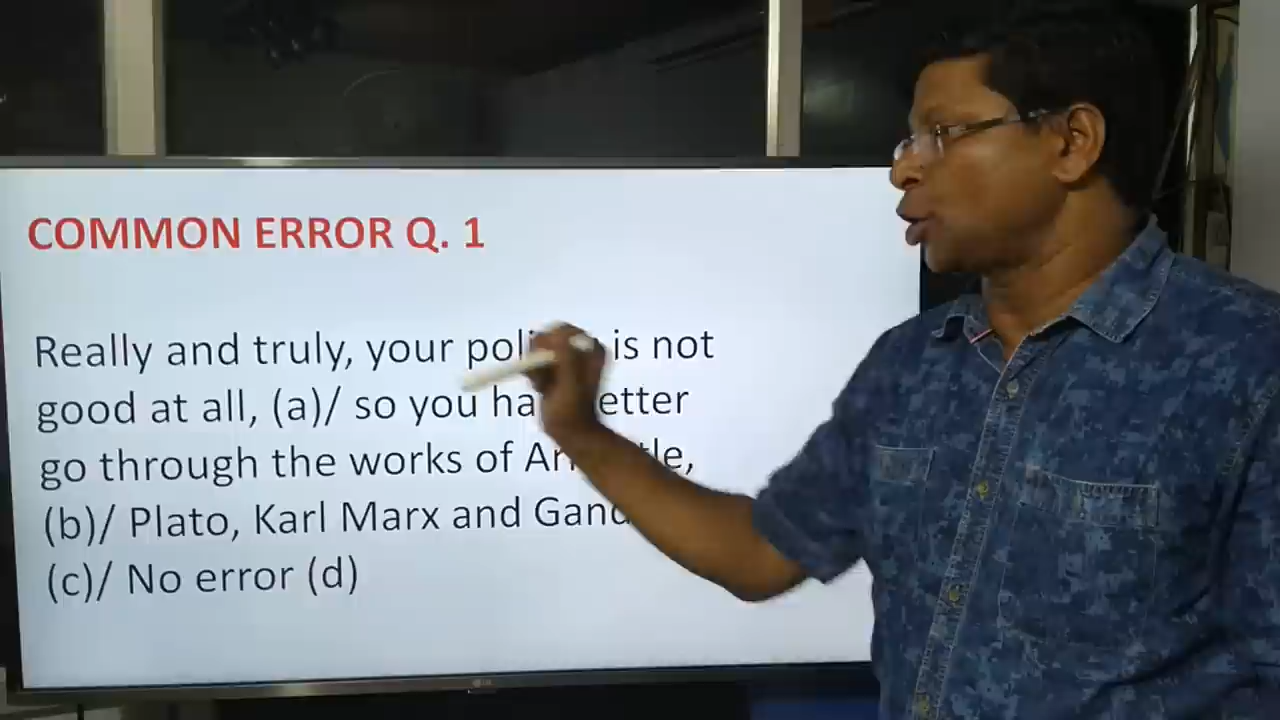 COMMON ERROR Q. 1
Really and truly, your is not
good at all, (a)/ so you
go through the works of
(b)/ Plato, Karl Marx and
(c)/ No error (d)
LG